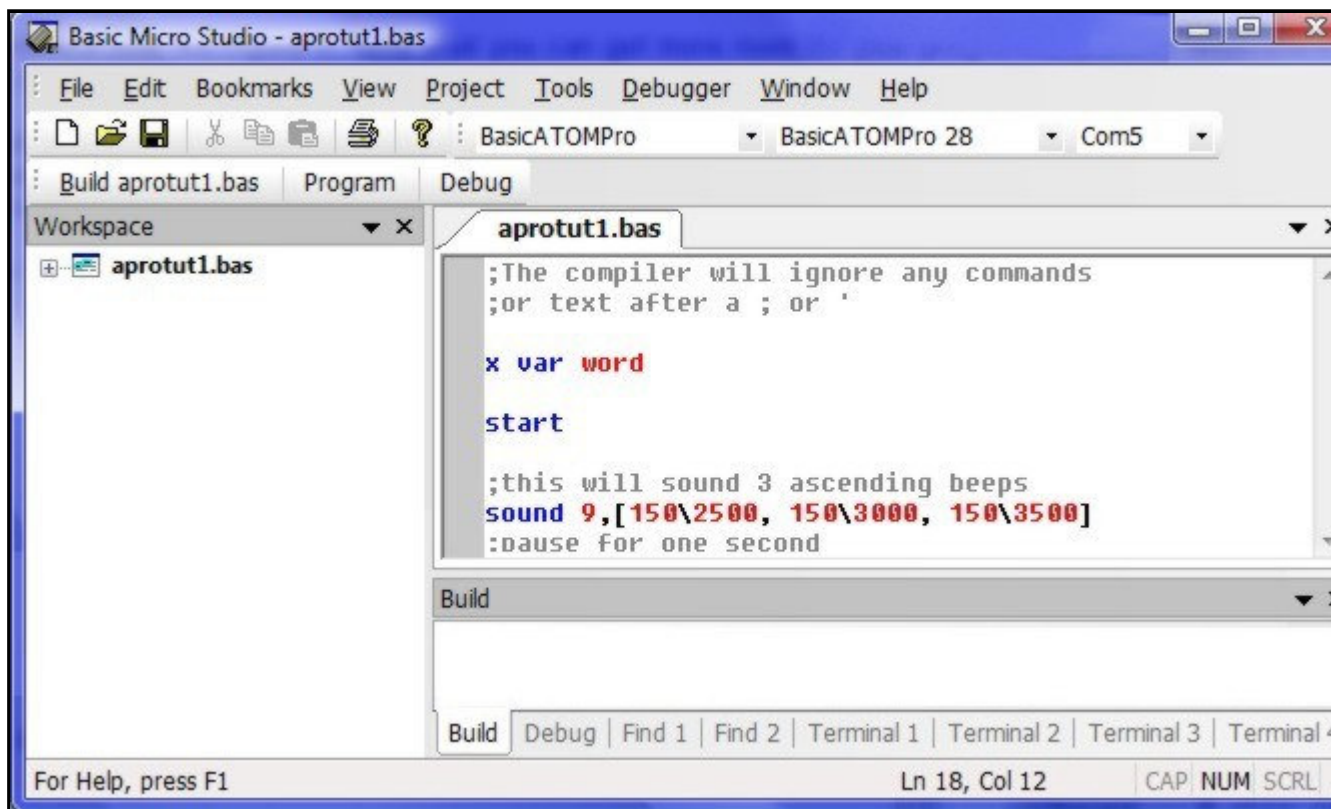 Basic Micro Studio - aprotut1.bas
File Edit Bookmarks View Project Tools Debugger Window Help
BasicATOMPro BasicATOMPro 28 Com5
Build aprotut1.bas Program Debug
Workspace
aprotut1.bas
aprotut1.bas
;The compiler will ignore any commands
;or text after a ; or '
x var word
start
;this will sound 3 ascending beeps
sound 9,[150\2500, 150\3000, 150\3500]
;pause for one second
Build
Build Debug Find 1 Find 2 Terminal 1 Terminal 2 Terminal 3 Terminal 4
For Help, press F1 Ln 18, Col 12 CAP NUM SCRL